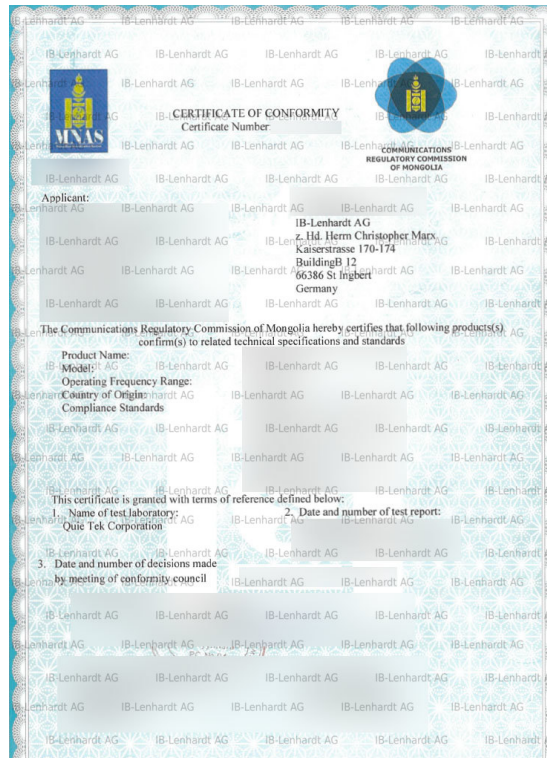 MNAS
CERTIFICATE OF CONFORMITY
Certificate Number
COMMUNICATIONS
REGULATORY COMMISSION
OF MONGOLIA
Applicant:
IB-Lenhardt AG
z. Hd. Herrn Christopher Marx
Kaiserstrasse 170-174
BuildingB 12
66386 St Ingbert
Germany
The Communications Regulatory Commission of Mongolia hereby certifies that following products(s)
confirm(s) to related technical specifications and standards
Product Name:
Model:
Operating Frequency Range:
Country of Origin:
Compliance Standards
This certificate is granted with terms of reference defined below:
1. Name of test laboratory:
Quie Tek Corporation
2. Date and number of test report:
3. Date and number of decisions made
by meeting of conformity council
IB-Lenhardt AG